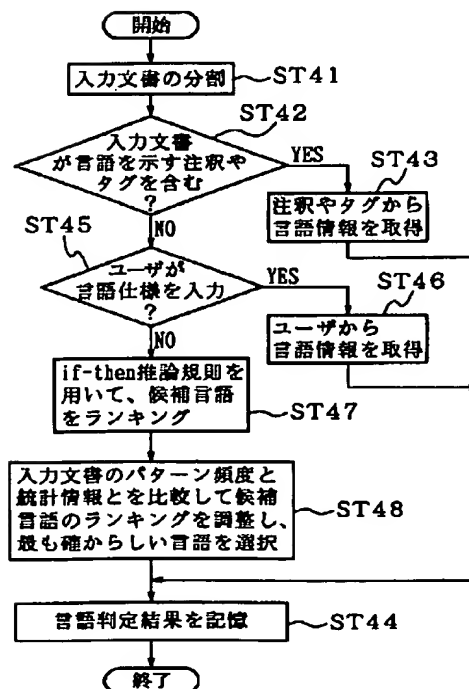 開始
入力文書の分割
ST41
ST42
入力文書
が言語を示す注釈や
タグを含む
?
YES
ST43
注釈やタグから
言語情報を取得
ST45
NO
ユーザが
言語仕様を入力
?
YES
ST46
ユーザから
言語情報を取得
NO
if-then推論規則を
用いて、候補言語
をランキング
ST47
入力文書のパターン頻度と
統計情報とを比較して候補
言語のランキングを調整し、
最も確からしい言語を選択
ST48
言語判定結果を記憶
ST44
終了